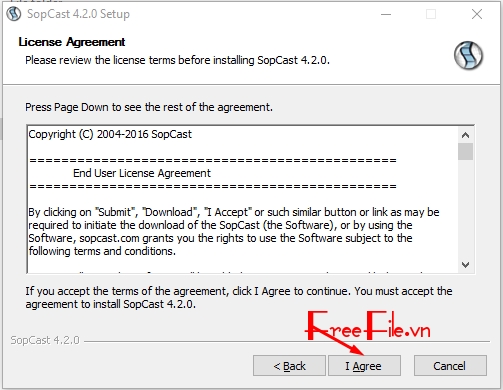 SopCast 4.2.0 Setup
License Agreement
Please review the license terms before installing SopCast 4.2.0.
Press Page Down to see the rest of the agreement.
Copyright (C) 2004-2016 SopCast
===================================================
End User License Agreement
===================================================
By clicking on "Submit", "Download", "I Accept" or such similar button or link as may be
required to initiate the download of the SopCast (the Software), or by using the
Software, sopcast.com grants you the rights to use the Software subject to the
following terms and conditions.
If you accept the terms of the agreement, click I Agree to continue. You must accept the
agreement to install SopCast 4.2.0.
FreeFile.vn
SopCast 4.2.0
< Back
I Agree
Cancel